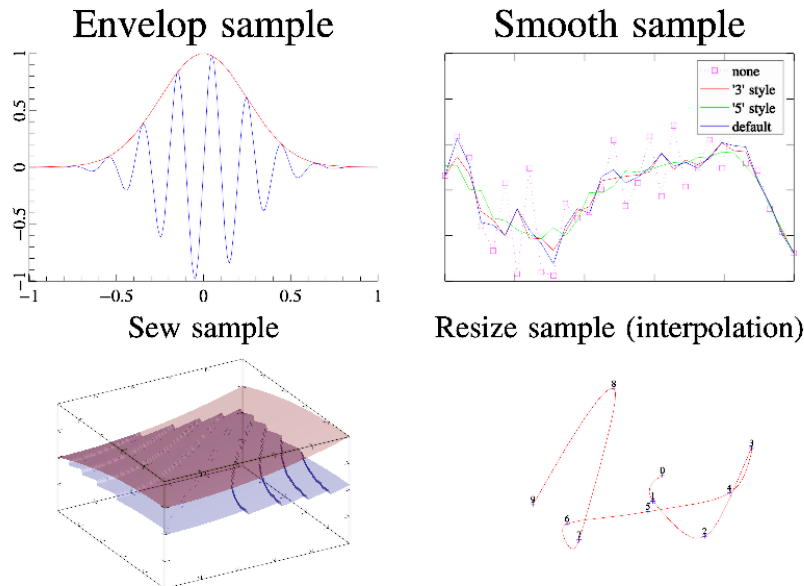 Envelop sample
Smooth sample
1
0.5
0
−0.5
−1
−1
−0.5
0
0.5
1
none
'3' style
'5' style
default
Sew sample
Resize sample (interpolation)
8
3
0
4
9
1
5
6
2
7